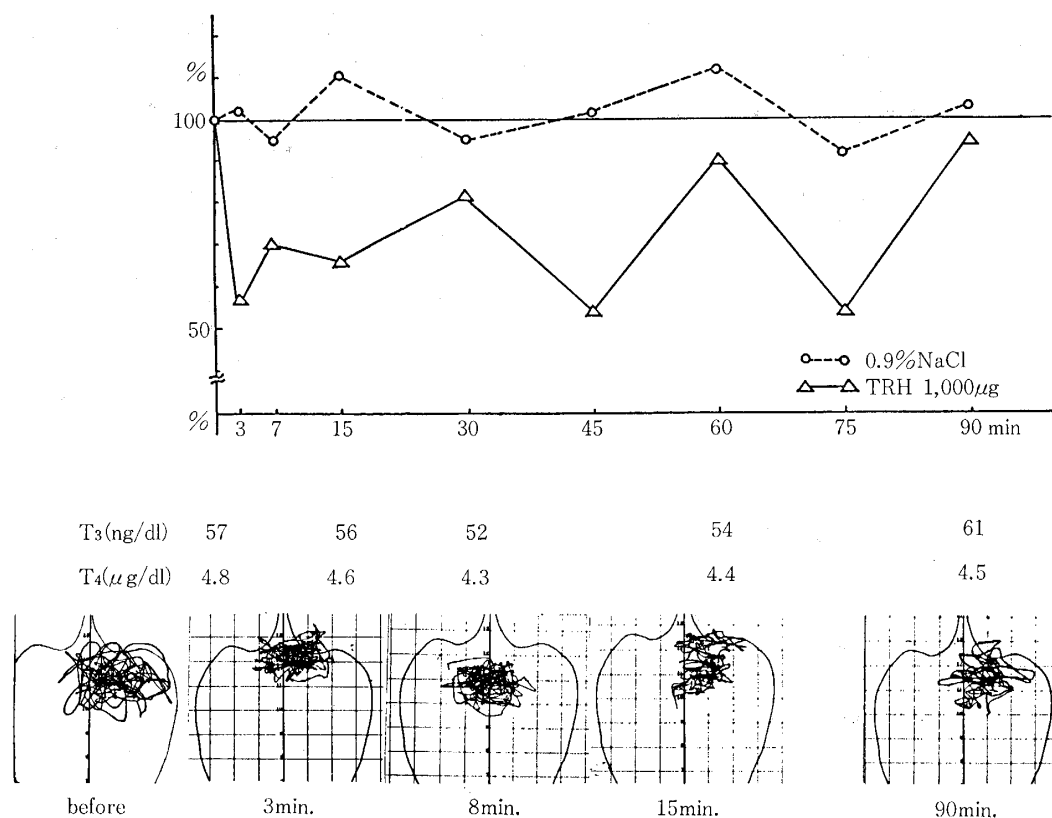 %
100
50
0.9%NaCl
TRH 1,000μg
%
3 7 15 30 45 60 75 90 min
T3(ng/dl) 57 56 52 54 61
T4(μg/dl) 4.8 4.6 4.3 4.4 4.5
before 3min. 8min. 15min. 90min.